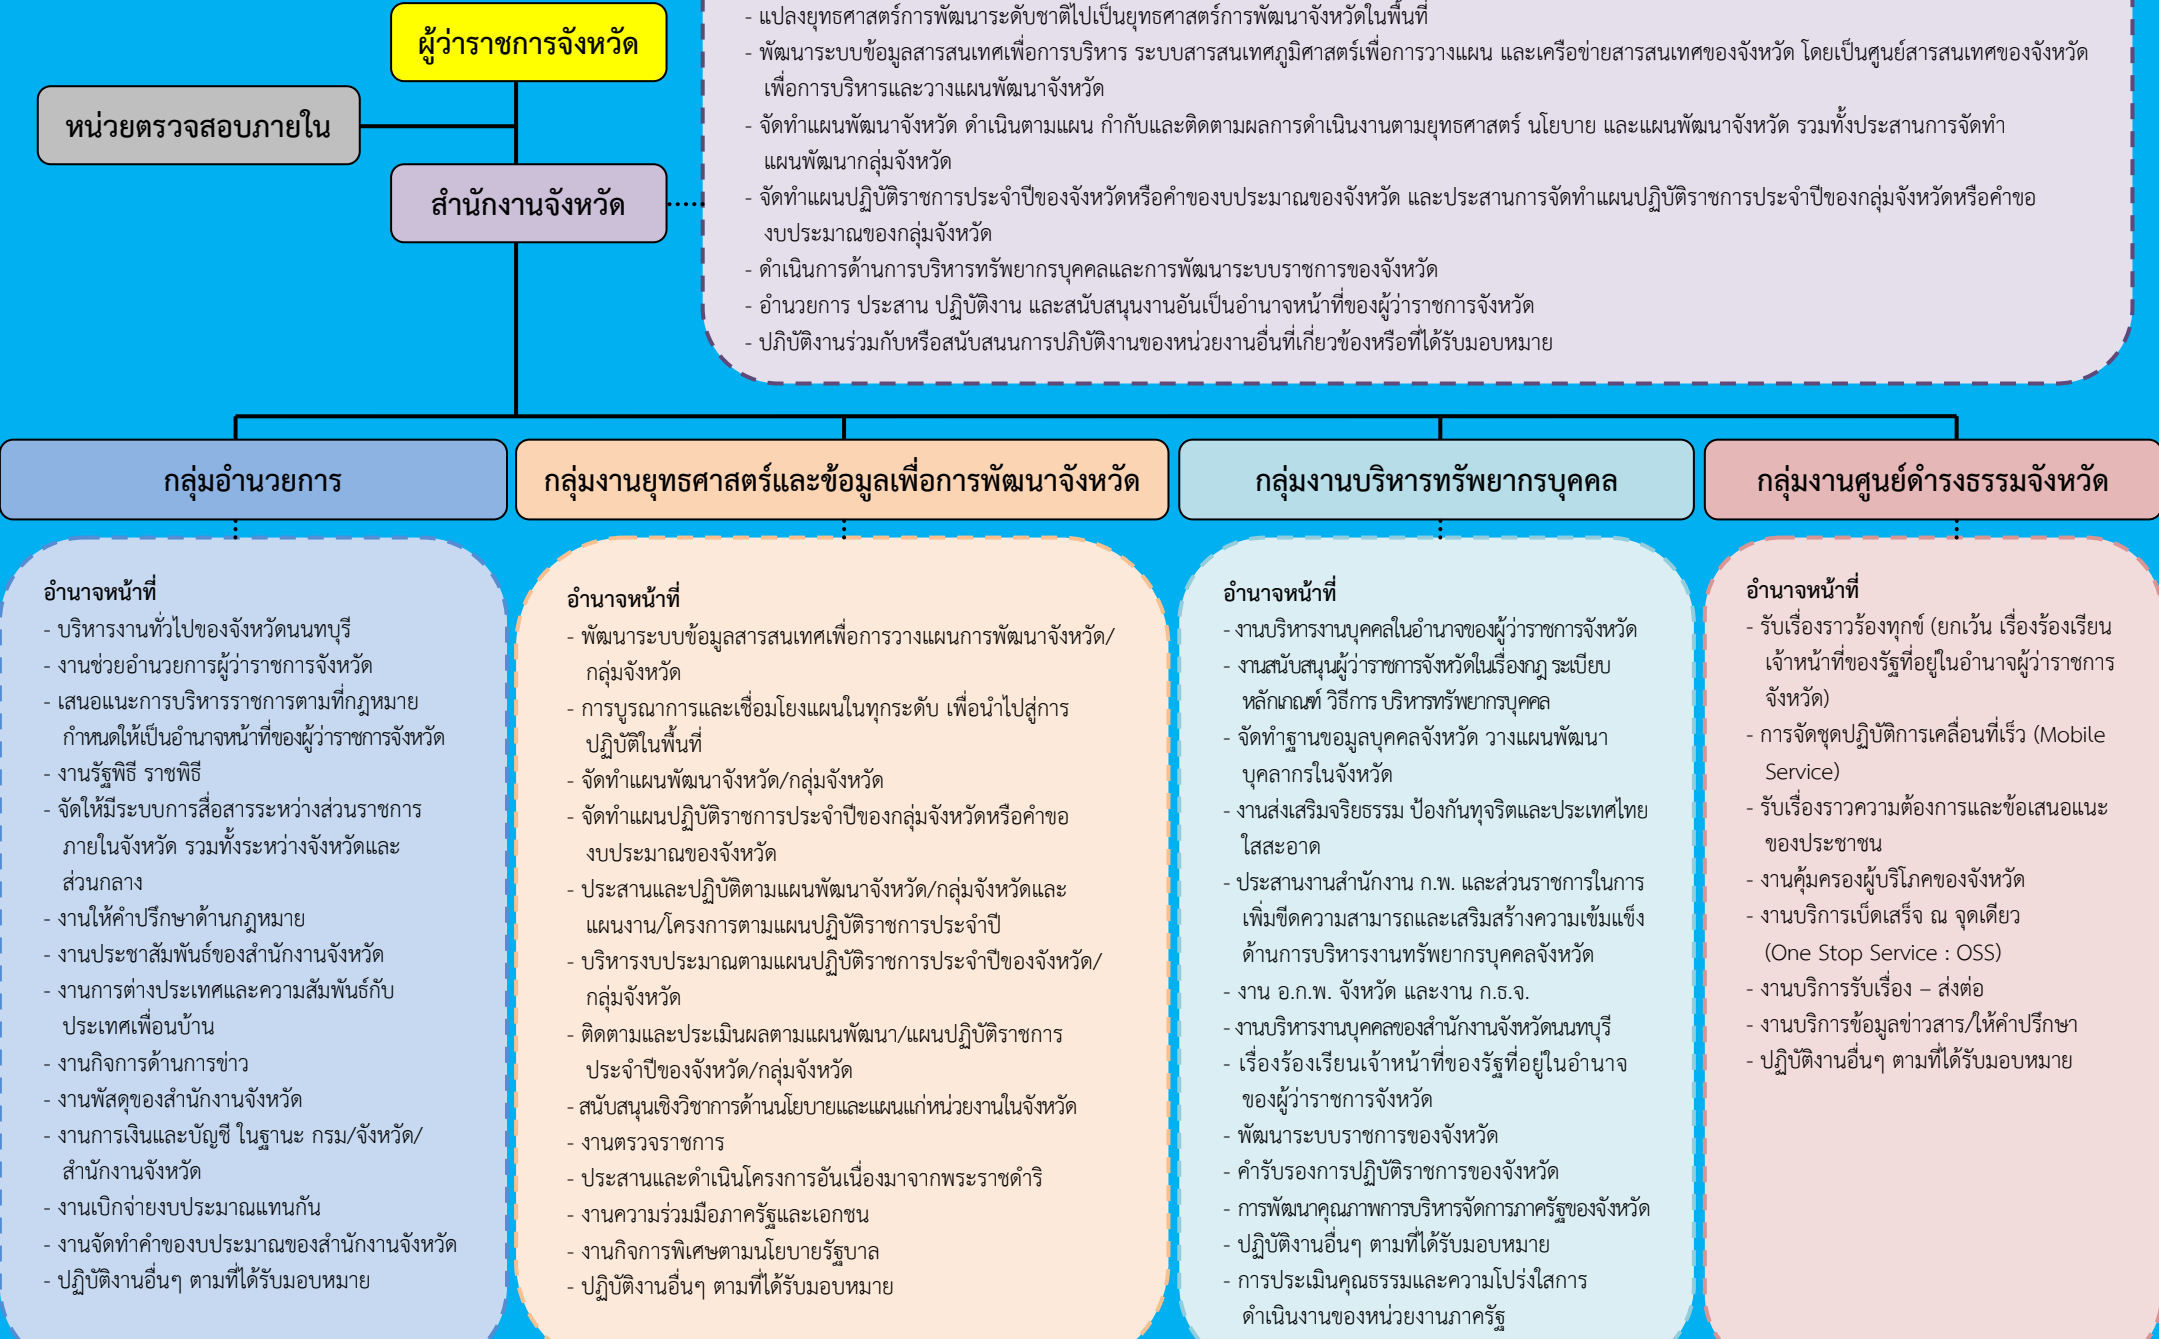 ผู้ว่าราชการจังหวัด
หน่วยตรวจสอบภายใน
สำนักงานจังหวัด
- แปลงยุทธศาสตร์การพัฒนาระดับชาติไปเป็นยุทธศาสตร์การพัฒนาจังหวัดในพื้นที่
- พัฒนาระบบข้อมูลสารสนเทศเพื่อการบริหาร ระบบสารสนเทศภูมิศาสตร์เพื่อการวางแผน และเครือข่ายสารสนเทศของจังหวัด โดยเป็นศูนย์สารสนเทศของจังหวัด
เพื่อการบริหารและวางแผนพัฒนาจังหวัด
- จัดทำแผนพัฒนาจังหวัด ดำเนินตามแผน กำกับและติดตามผลการดำเนินงานตามยุทธศาสตร์ นโยบาย และแผนพัฒนาจังหวัด รวมทั้งประสานการจัดทำ
แผนพัฒนากลุ่มจังหวัด
- จัดทำแผนปฏิบัติราชการประจำปีของจังหวัดหรือคำของบประมาณของจังหวัด และประสานการจัดทำแผนปฏิบัติราชการประจำปีของกลุ่มจังหวัดหรือคำขอ
งบประมาณของกลุ่มจังหวัด
- ดำเนินการด้านการบริหารทรัพยากรบุคคลและการพัฒนาระบบราชการของจังหวัด
- อำนวยการ ประสาน ปฏิบัติงาน และสนับสนุนงานอันเป็นอำนาจหน้าที่ของผู้ว่าราชการจังหวัด
- ปฏิบัติงานร่วมกับหรือสนับสนุนการปฏิบัติงานของหน่วยงานอื่นที่เกี่ยวข้องหรือที่ได้รับมอบหมาย
กลุ่มอำนวยการ
อำนาจหน้าที่
- บริหารงานทั่วไปของจังหวัดนนทบุรี
- งานช่วยอำนวยการผู้ว่าราชการจังหวัด
- เสนอแนะการบริหารราชการตามที่กฎหมาย
กำหนดให้เป็นอำนาจหน้าที่ของผู้ว่าราชการจังหวัด
- งานรัฐพิธี ราชพิธี
- จัดให้มีระบบการสื่อสารระหว่างส่วนราชการ
ภายในจังหวัด รวมทั้งระหว่างจังหวัดและ
ส่วนกลาง
- งานให้คำปรึกษาด้านกฎหมาย
- งานประชาสัมพันธ์ของสำนักงานจังหวัด
- งานการต่างประเทศและความสัมพันธ์กับ
ประเทศเพื่อนบ้าน
- งานกิจการด้านการข่าว
- งานพัสดุของสำนักงานจังหวัด
- งานการเงินและบัญชี ในฐานะ กรม/จังหวัด/
สำนักงานจังหวัด
- งานเบิกจ่ายงบประมาณแทนกัน
- งานจัดทำคำของบประมาณของสำนักงานจังหวัด
- ปฏิบัติงานอื่นๆ ตามที่ได้รับมอบหมาย
กลุ่มงานยุทธศาสตร์และข้อมูลเพื่อการพัฒนาจังหวัด
อำนาจหน้าที่
- พัฒนาระบบข้อมูลสารสนเทศเพื่อการวางแผนการพัฒนาจังหวัด/
กลุ่มจังหวัด
- การบูรณาการและเชื่อมโยงแผนในทุกระดับ เพื่อนำไปสู่การ
ปฏิบัติในพื้นที่
- จัดทำแผนพัฒนาจังหวัด/กลุ่มจังหวัด
- จัดทำแผนปฏิบัติราชการประจำปีของกลุ่มจังหวัดหรือคำขอ
งบประมาณของจังหวัด
- ประสานและปฏิบัติตามแผนพัฒนาจังหวัด/กลุ่มจังหวัดและ
แผนงาน/โครงการตามแผนปฏิบัติราชการประจำปี
- บริหารงบประมาณตามแผนปฏิบัติราชการประจำปีของจังหวัด/
กลุ่มจังหวัด
- ติดตามและประเมินผลตามแผนพัฒนา/แผนปฏิบัติราชการ
ประจำปีของจังหวัด/กลุ่มจังหวัด
- สนับสนุนเชิงวิชาการด้านนโยบายและแผนแก่หน่วยงานในจังหวัด
- งานตรวจราชการ
- ประสานและดำเนินโครงการอันเนื่องมาจากพระราชดำริ
- งานความร่วมมือภาครัฐและเอกชน
- งานกิจการพิเศษตามนโยบายรัฐบาล
- ปฏิบัติงานอื่นๆ ตามที่ได้รับมอบหมาย
กลุ่มงานบริหารทรัพยากรบุคคล
อำนาจหน้าที่
- งานบริหารงานบุคคลในอำนาจของผู้ว่าราชการจังหวัด
- งานสนับสนุนผู้ว่าราชการจังหวัดในเรื่องกฎ ระเบียบ
หลักเกณฑ์ วิธีการ บริหารทรัพยากรบุคคล
- จัดทำฐานขอมูลบุคคลจังหวัด วางแผนพัฒนา
บุคลากรในจังหวัด
- งานส่งเสริมจริยธรรม ป้องกันทุจริตและประเทศไทย
ใสสะอาด
- ประสานงานสำนักงาน ก.พ. และส่วนราชการในการ
เพิ่มขีดความสามารถและเสริมสร้างความเข้มแข็ง
ด้านการบริหารงานทรัพยากรบุคคลจังหวัด
- งาน อ.ก.พ. จังหวัด และงาน ก.ธ.จ.
- งานบริหารงานบุคคลของสำนักงานจังหวัดนนทบุรี
- เรื่องร้องเรียนเจ้าหน้าที่ของรัฐที่อยู่ในอำนาจ
ของผู้ว่าราชการจังหวัด
- พัฒนาระบบราชการของจังหวัด
- คำรับรองการปฏิบัติราชการของจังหวัด
- การพัฒนาคุณภาพการบริหารจัดการภาครัฐของจังหวัด
- ปฏิบัติงานอื่นๆ ตามที่ได้รับมอบหมาย
- การประเมินคุณธรรมและความโปร่งใสการ
ดำเนินงานของหน่วยงานภาครัฐ
กลุ่มงานศูนย์ดำรงธรรมจังหวัด
อำนาจหน้าที่
- รับเรื่องราวร้องทุกข์ (ยกเว้น เรื่องร้องเรียน
เจ้าหน้าที่ของรัฐที่อยู่ในอำนาจผู้ว่าราชการ
จังหวัด)
- การจัดชุดปฏิบัติการเคลื่อนที่เร็ว (Mobile
Service)
- รับเรื่องราวความต้องการและข้อเสนอแนะ
ของประชาชน
- งานคุ้มครองผู้บริโภคของจังหวัด
- งานบริการเบ็ดเสร็จ ณ จุดเดียว
(One Stop Service : OSS)
- งานบริการรับเรื่อง – ส่งต่อ
- งานบริการข้อมูลข่าวสาร/ให้คำปรึกษา
- ปฏิบัติงานอื่นๆ ตามที่ได้รับมอบหมาย